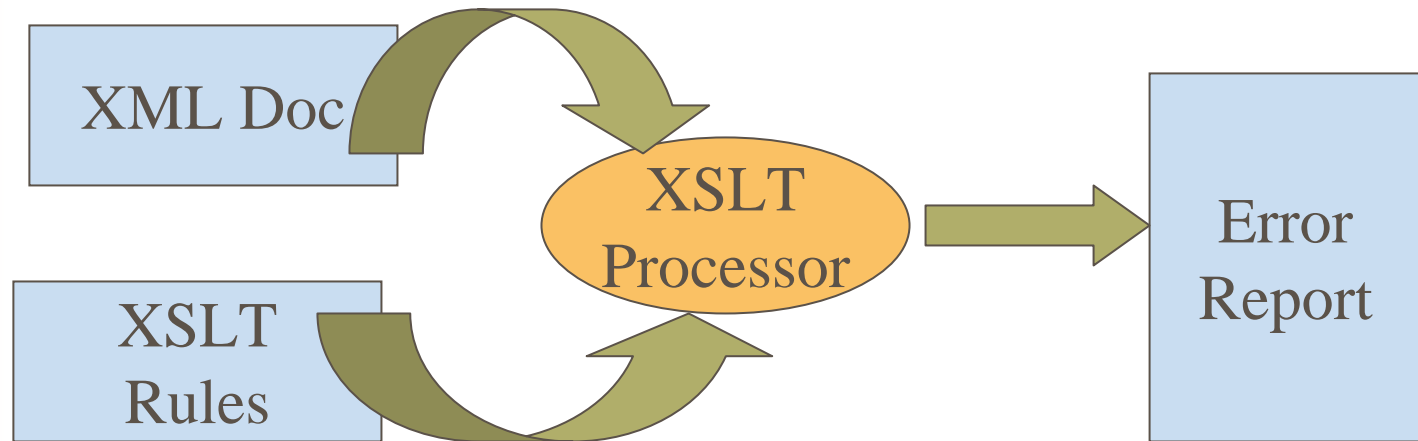 XML Doc
XSLT
Rules
XSLT
Processor
Error
Report